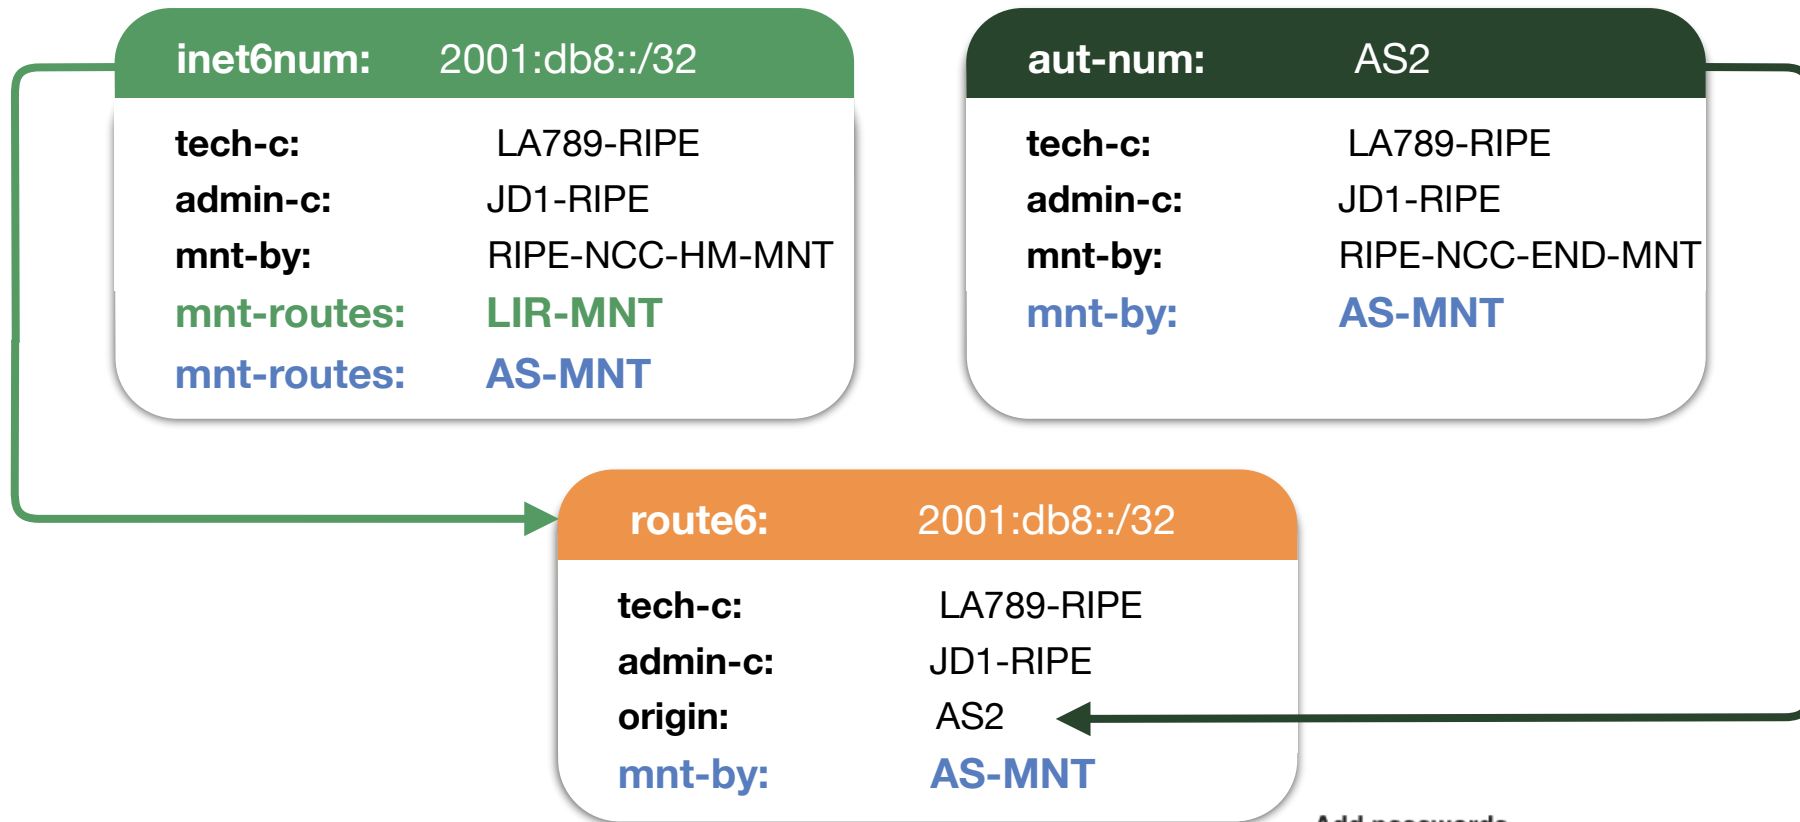 inet6num: 2001:db8::/32
tech-c: LA789-RIPE
admin-c: JD1-RIPE
mnt-by: RIPE-NCC-HM-MNT
mnt-routes: LIR-MNT
mnt-routes: AS-MNT
aut-num: AS2
tech-c: LA789-RIPE
admin-c: JD1-RIPE
mnt-by: RIPE-NCC-END-MNT
mnt-by: AS-MNT
route6: 2001:db8::/32
tech-c: LA789-RIPE
admin-c: JD1-RIPE
origin: AS2
mnt-by: AS-MNT
Add passwords